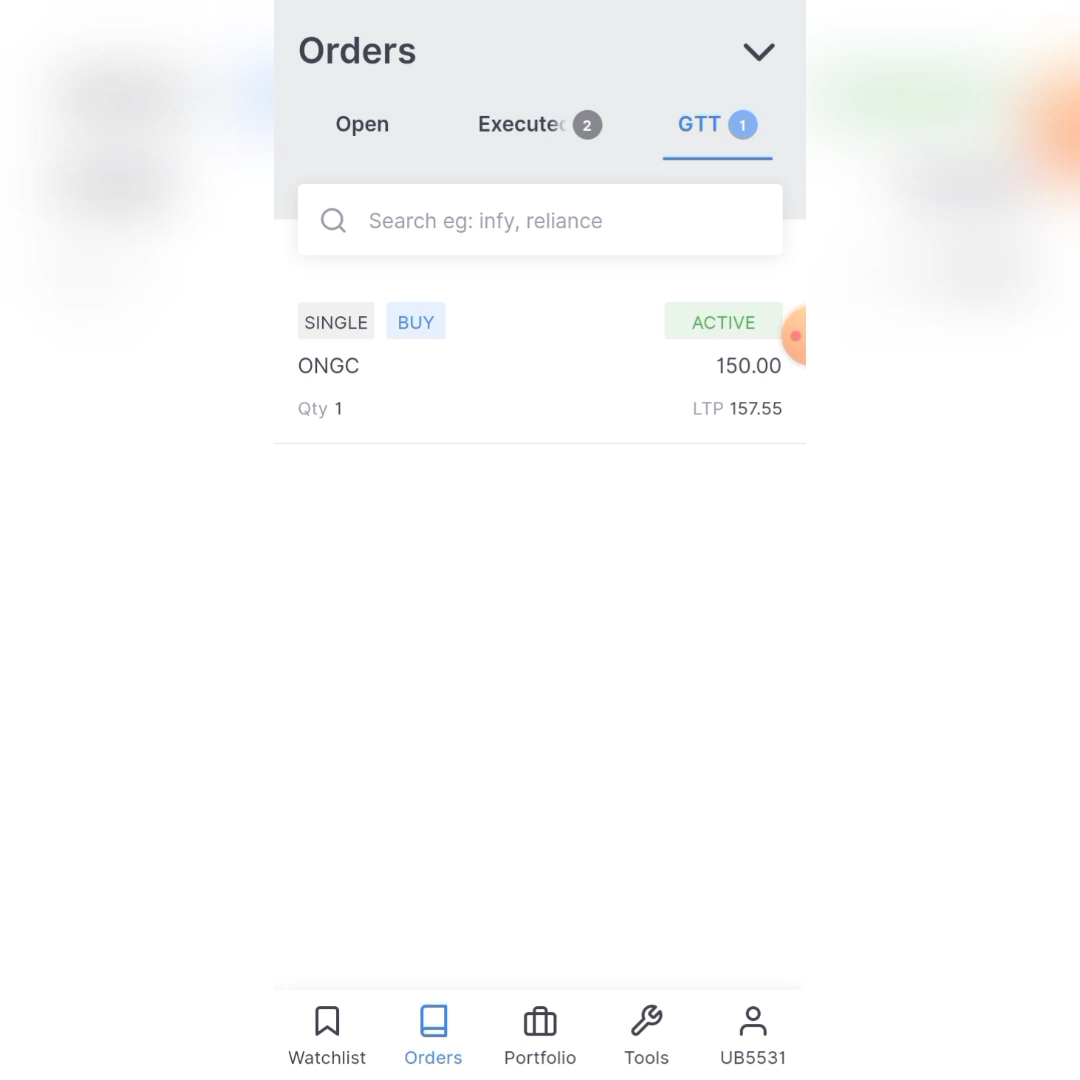 Orders
Open Executed 2 GTT 1
Search eg: infy, reliance
SINGLE BUY ACTIVE
ONGC 150.00
Qty 1 LTP 157.55
Watchlist Orders Portfolio Tools UB5531